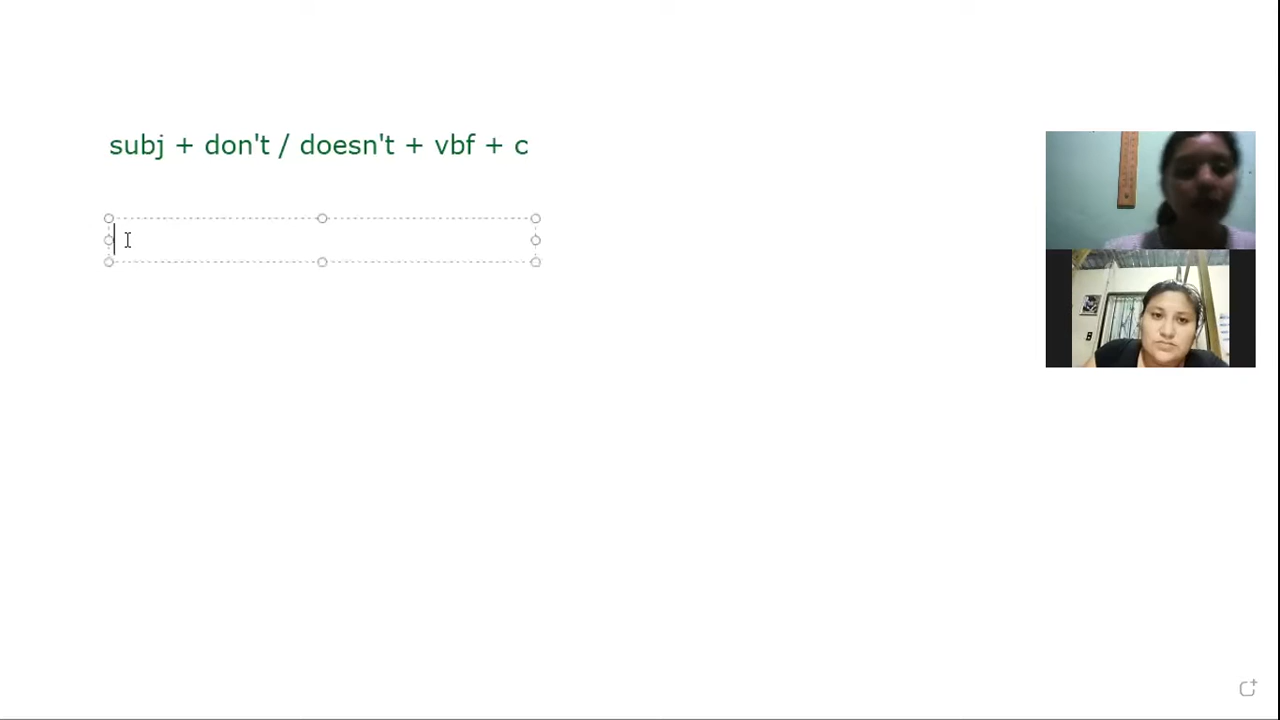 subj + don't / doesn't + vbf + c